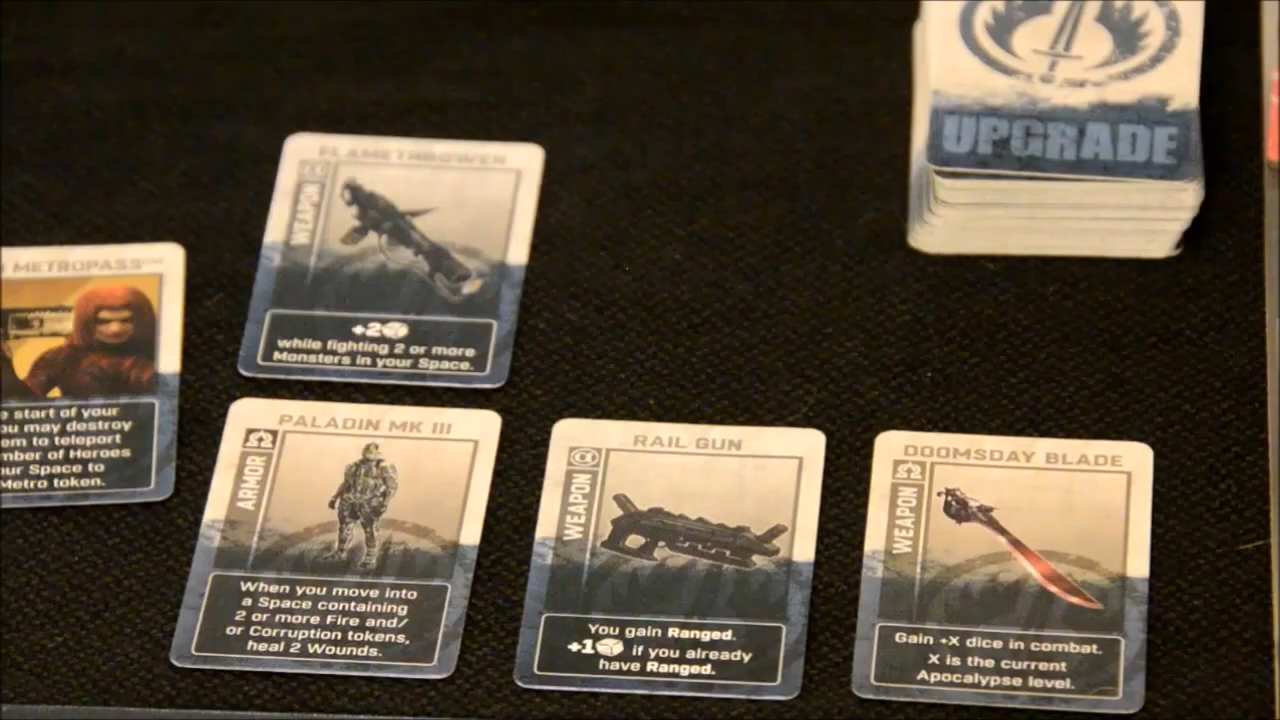 UPGRADE
FLAMETHROWER
WEAPON
+2
while fighting 2 or more
Monsters in your Space.
METROPASS
e start of your
ou may destroy
em to teleport
mber of Heroes
ur Space to
Metro token.
PALADIN MK III
ARMOR
When you move into
a Space containing
2 or more Fire and/
or Corruption tokens,
heal 2 Wounds.
RAIL GUN
WEAPON
You gain Ranged.
+1 if you already
have Ranged.
DOOMSDAY BLADE
WEAPON
Gain +X dice in combat.
X is the current
Apocalypse level.